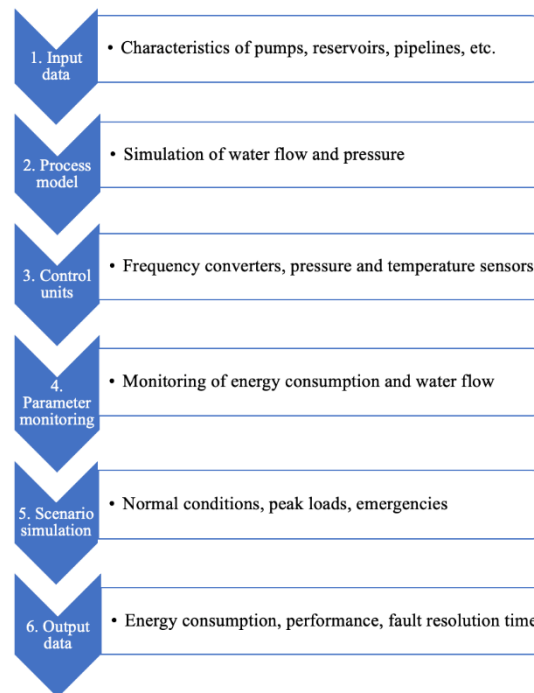 1. Input
data
• Characteristics of pumps, reservoirs, pipelines, etc.
2. Process
model
• Simulation of water flow and pressure
3. Control
units
• Frequency converters, pressure and temperature sensors
4.
Parameter
monitoring
• Monitoring of energy consumption and water flow
5. Scenario
simulation
• Normal conditions, peak loads, emergencies
6. Output
data
• Energy consumption, performance, fault resolution time